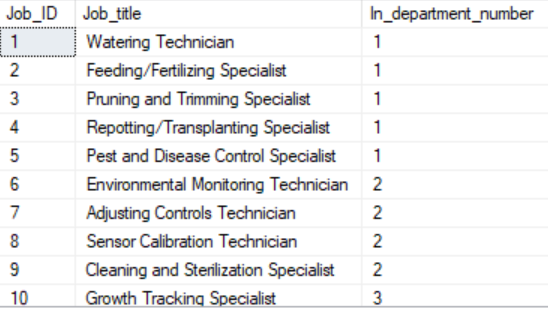 Job_ID Job_title In_department_number
1 Watering Technician 1
2 Feeding/Fertilizing Specialist 1
3 Pruning and Trimming Specialist 1
4 Repotting/Transplanting Specialist 1
5 Pest and Disease Control Specialist 1
6 Environmental Monitoring Technician 2
7 Adjusting Controls Technician 2
8 Sensor Calibration Technician 2
9 Cleaning and Sterilization Specialist 2
10 Growth Tracking Specialist 3